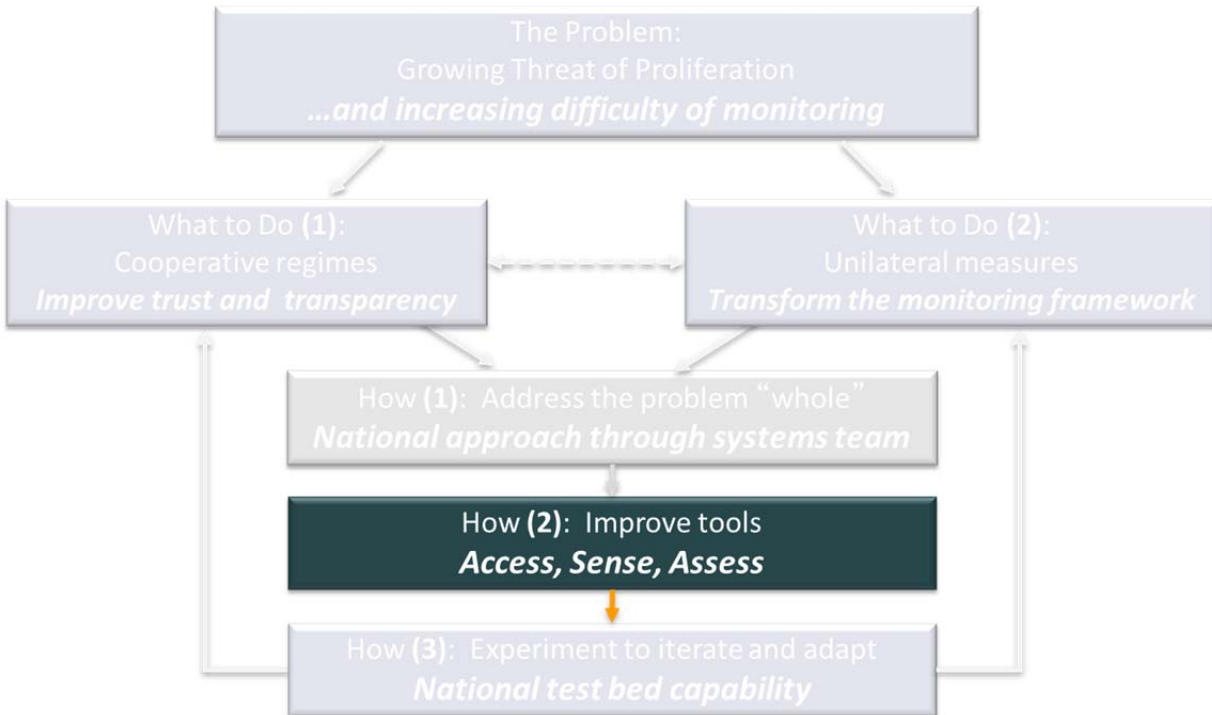 The Problem:
Growing Threat of Proliferation
...and increasing difficulty of monitoring
What to Do (1):
Cooperative regimes
Improve trust and transparency
What to Do (2):
Unilateral measures
Transform the monitoring framework
How (1): Address the problem “whole”
National approach through systems team
How (2): Improve tools
Access, Sense, Assess
How (3): Experiment to iterate and adapt
National test bed capability